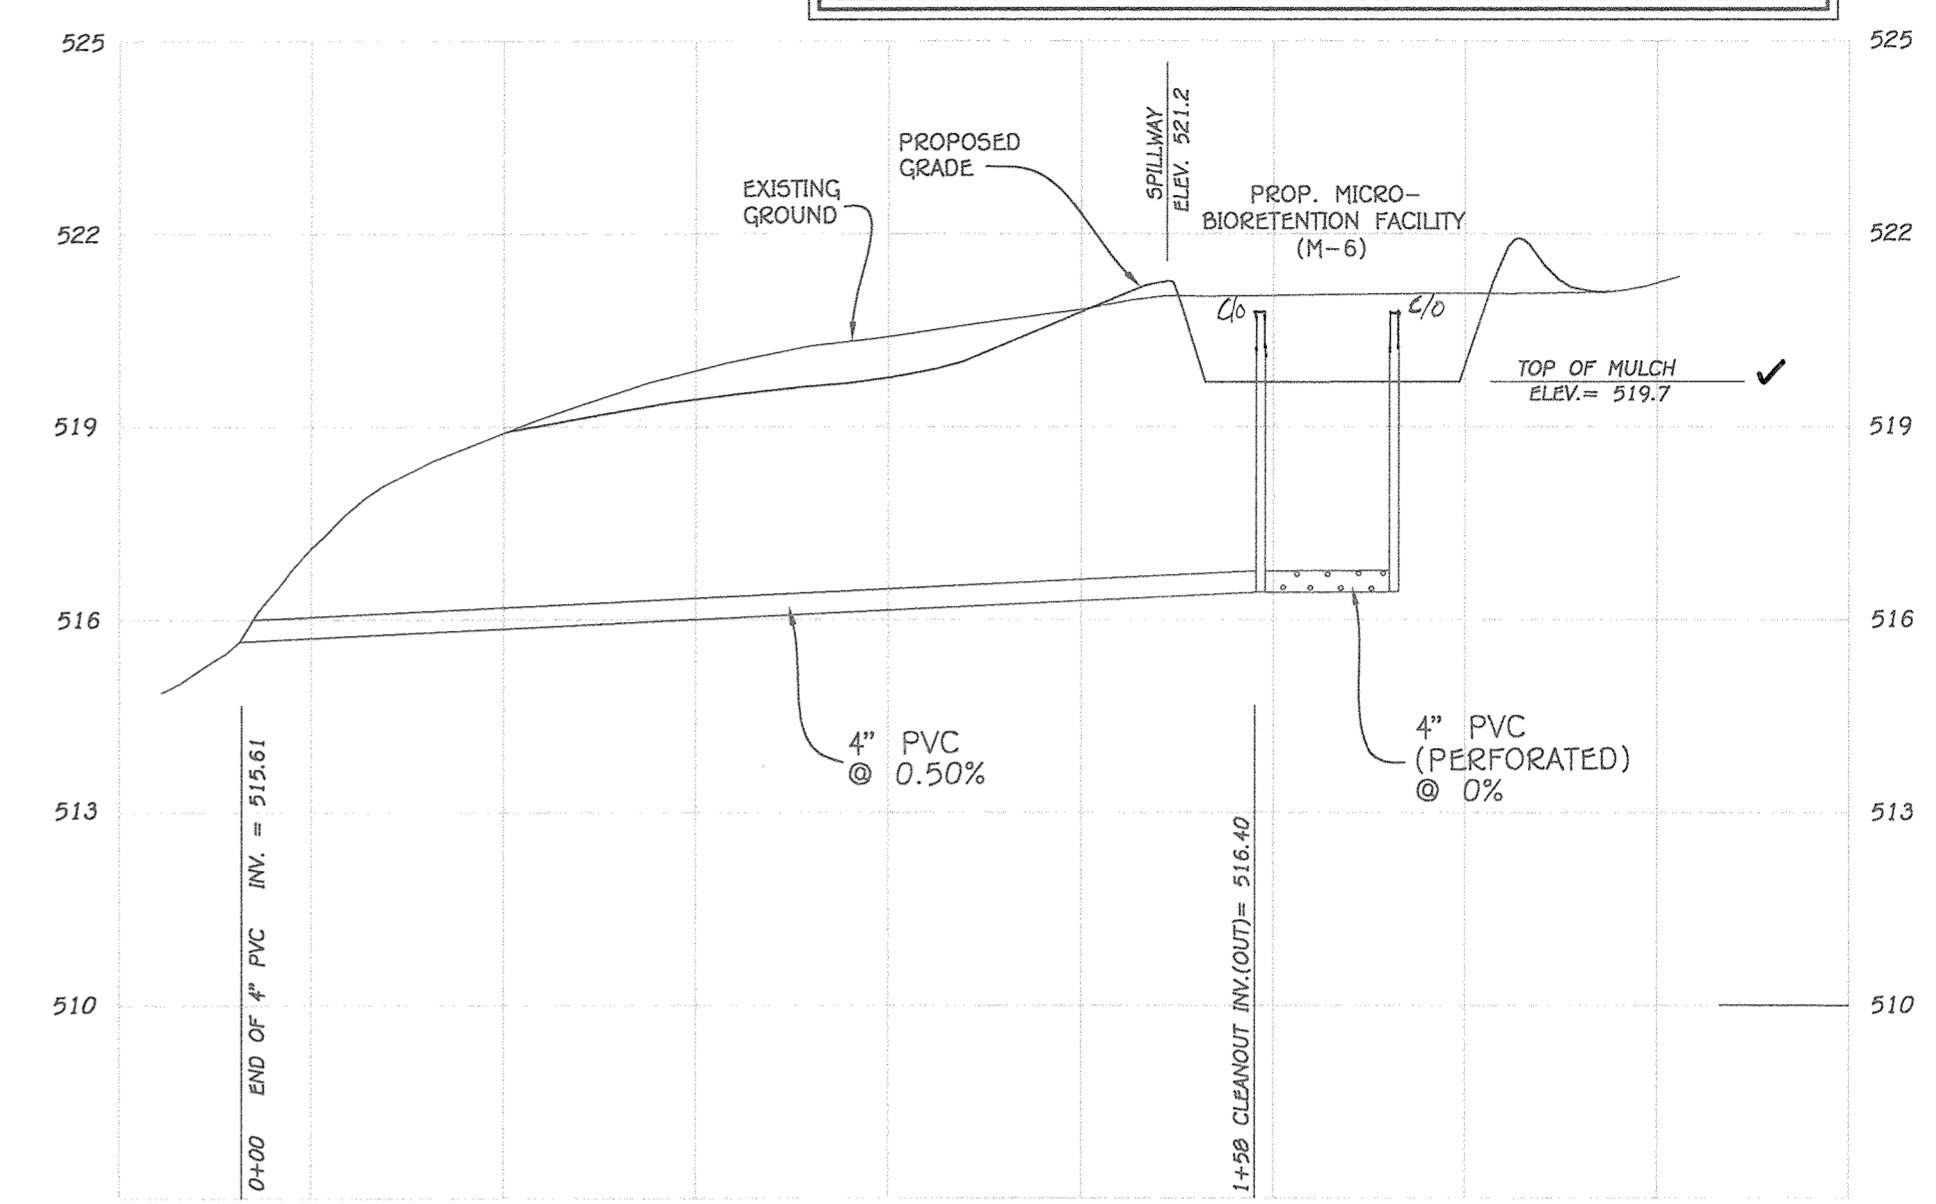 525
525
SPILLWAY
ELEV. 521.2
PROPOSED
GRADE
EXISTING
GROUND
PROP. MICRO-
BIORETENTION FACILITY
(M-6)
522
522
C/O
C/O
TOP OF MULCH
ELEV.= 519.7
519
519
516
516
4" PVC
@ 0.50%
4" PVC
(PERFORATED)
@ 0%
513
513
510
510
0+00 END OF 4" PVC INV. = 515.61
1+58 CLEANOUT INV.(OUT)= 516.40